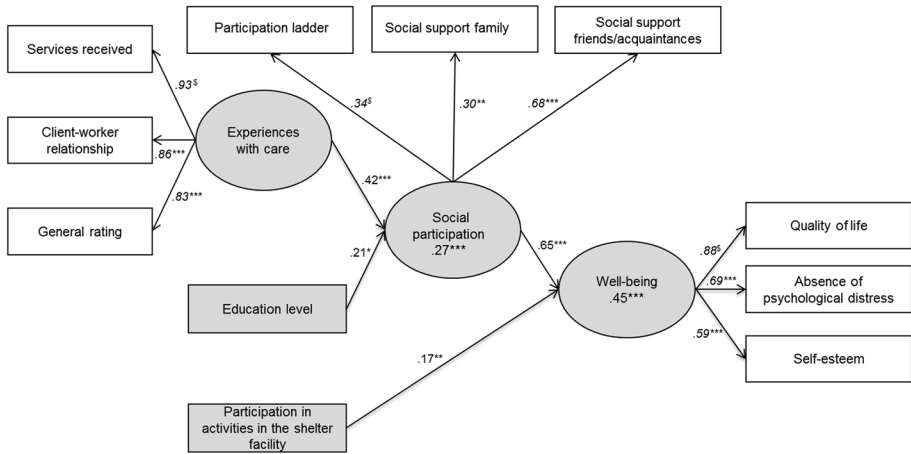 Participation ladder
Social support family
Social support
friends/acquaintances
Services received
.93$
.34$
.30**
.68***
Client-worker
relationship
.86***
Experiences
with care
.83***
General rating
.42***
Social
participation
.27***
.21*
Education level
.65***
Well-being
.45***
.88$
.69***
.59***
Quality of life
Absence of
psychological distress
Self-esteem
.17**
Participation in
activities in the shelter
facility